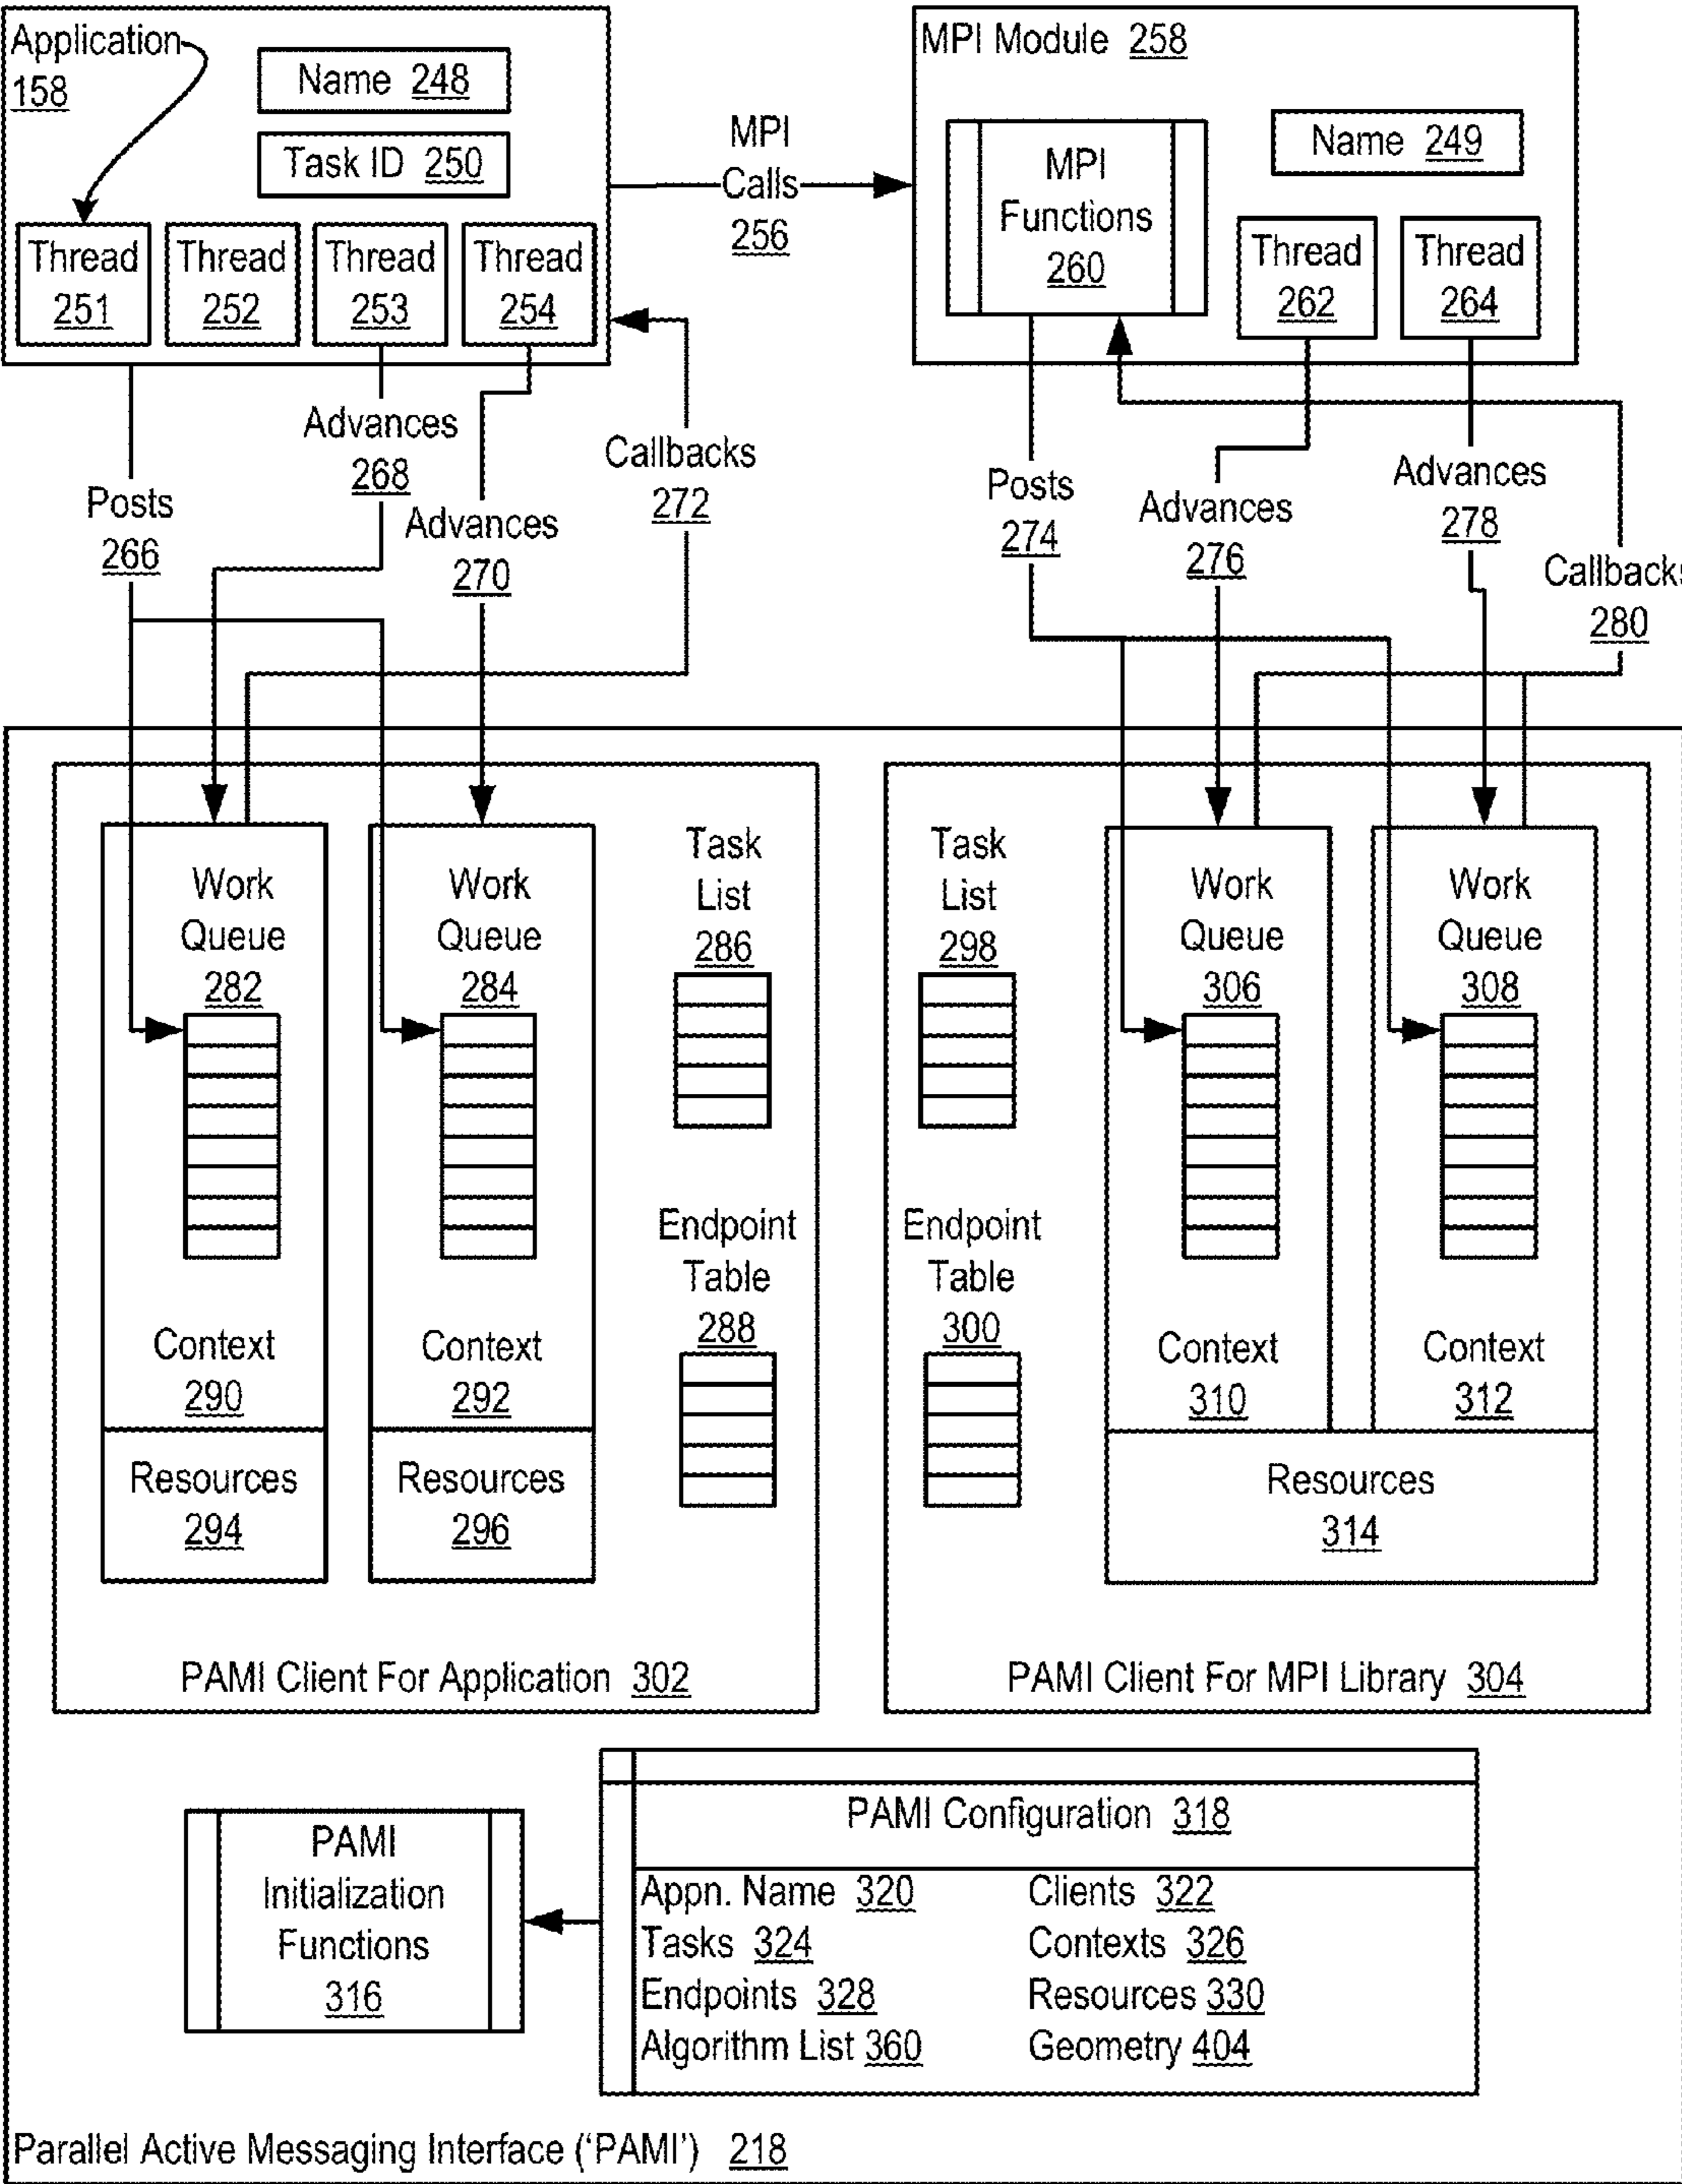 Application
158
Name 248
Task ID 250
Thread
251
Thread
252
Thread
253
Thread
254
MPI
Calls
256
MPI Module 258
MPI
Functions
260
Name 249
Thread
262
Thread
264
Posts
266
Advances
268
Advances
270
Callbacks
272
Posts
274
Advances
276
Advances
278
Callbacks
280
Work
Queue
282
Context
290
Resources
294
Work
Queue
284
Context
292
Resources
296
Task
List
286
Endpoint
Table
288
PAMI Client For Application 302
Task
List
298
Endpoint
Table
300
Work
Queue
306
Context
310
Work
Queue
308
Context
312
Resources
314
PAMI Client For MPI Library 304
PAMI
Initialization
Functions
316
PAMI Configuration 318
Appn. Name 320 Clients 322
Tasks 324 Contexts 326
Endpoints 328 Resources 330
Algorithm List 360 Geometry 404
Parallel Active Messaging Interface ('PAMI') 218